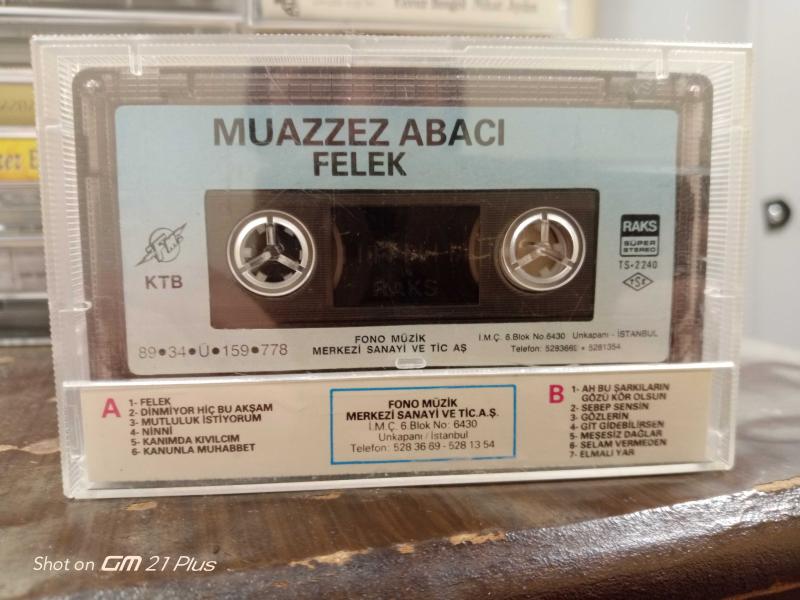 MUAZZEZ ABACI
FELEK
KTB
RAKS
SÜPER
STEREO
TS-2240
TSE
RAKS
89●34●Ü●159●778
FONO MÜZİK
MERKEZİ SANAYİ VE TİC AŞ
İ.M.Ç. 6.Blok No.6430 Unkapanı - İSTANBUL
Telefon: 5283669 • 5281354
A
1- FELEK
2- DİNMİYOR HİÇ BU AKŞAM
3- MUTLULUK İSTİYORUM
4- NİNNİ
5- KANIMDA KIVILCIM
6- KANUNLA MUHABBET
FONO MÜZİK
MERKEZİ SANAYİ VE TİC.A.Ş.
İ.M.Ç. 6.Blok No: 6430
Unkapanı / İstanbul
Telefon: 528 36 69 - 528 13 54
B
1- AH BU ŞARKILARIN
GÖZÜ KÖR OLSUN
2- SEBEP SENSİN
3- GÖZLERİN
4- GİT GİDEBİLİRSEN
5- MEŞESİZ DAĞLAR
6- SELAM VERMEDEN
7- ELMALI YAR
Shot on GM 21 Plus